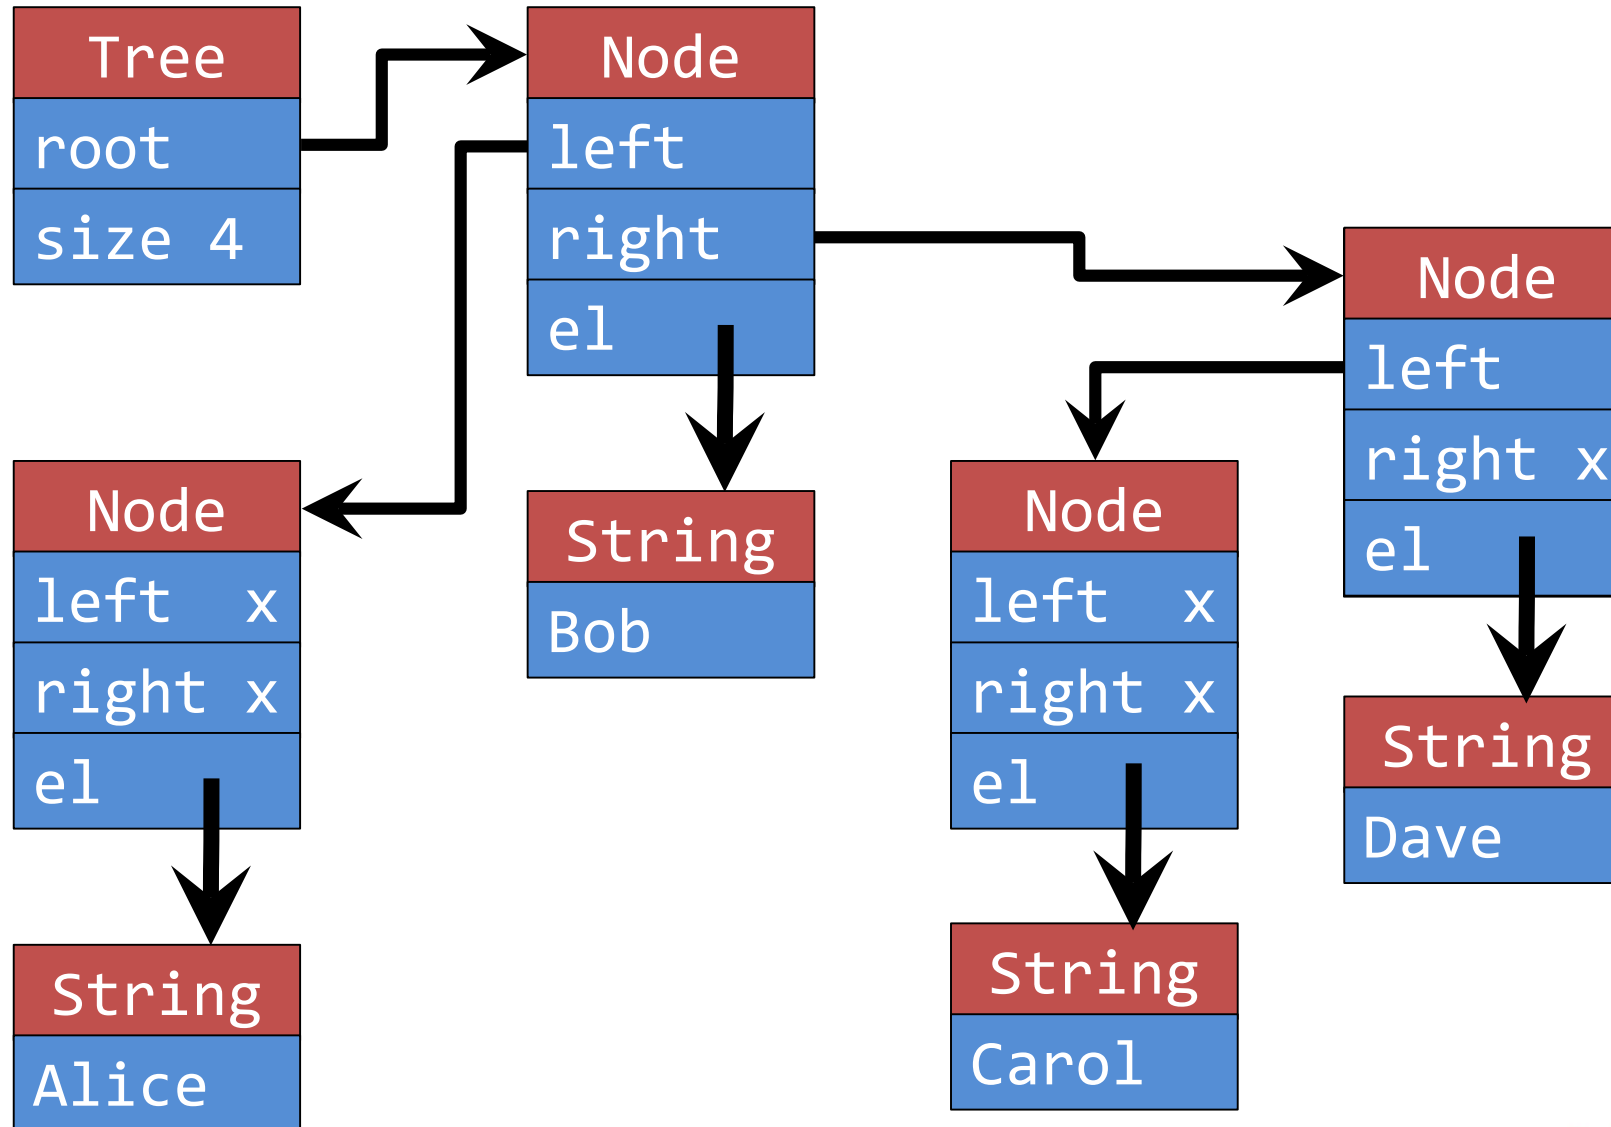 Tree
root
size 4
Node
left
right
el
Node
left
right x
el
Node
left x
right x
el
String
Bob
Node
left x
right x
el
String
Dave
String
Alice
String
Carol